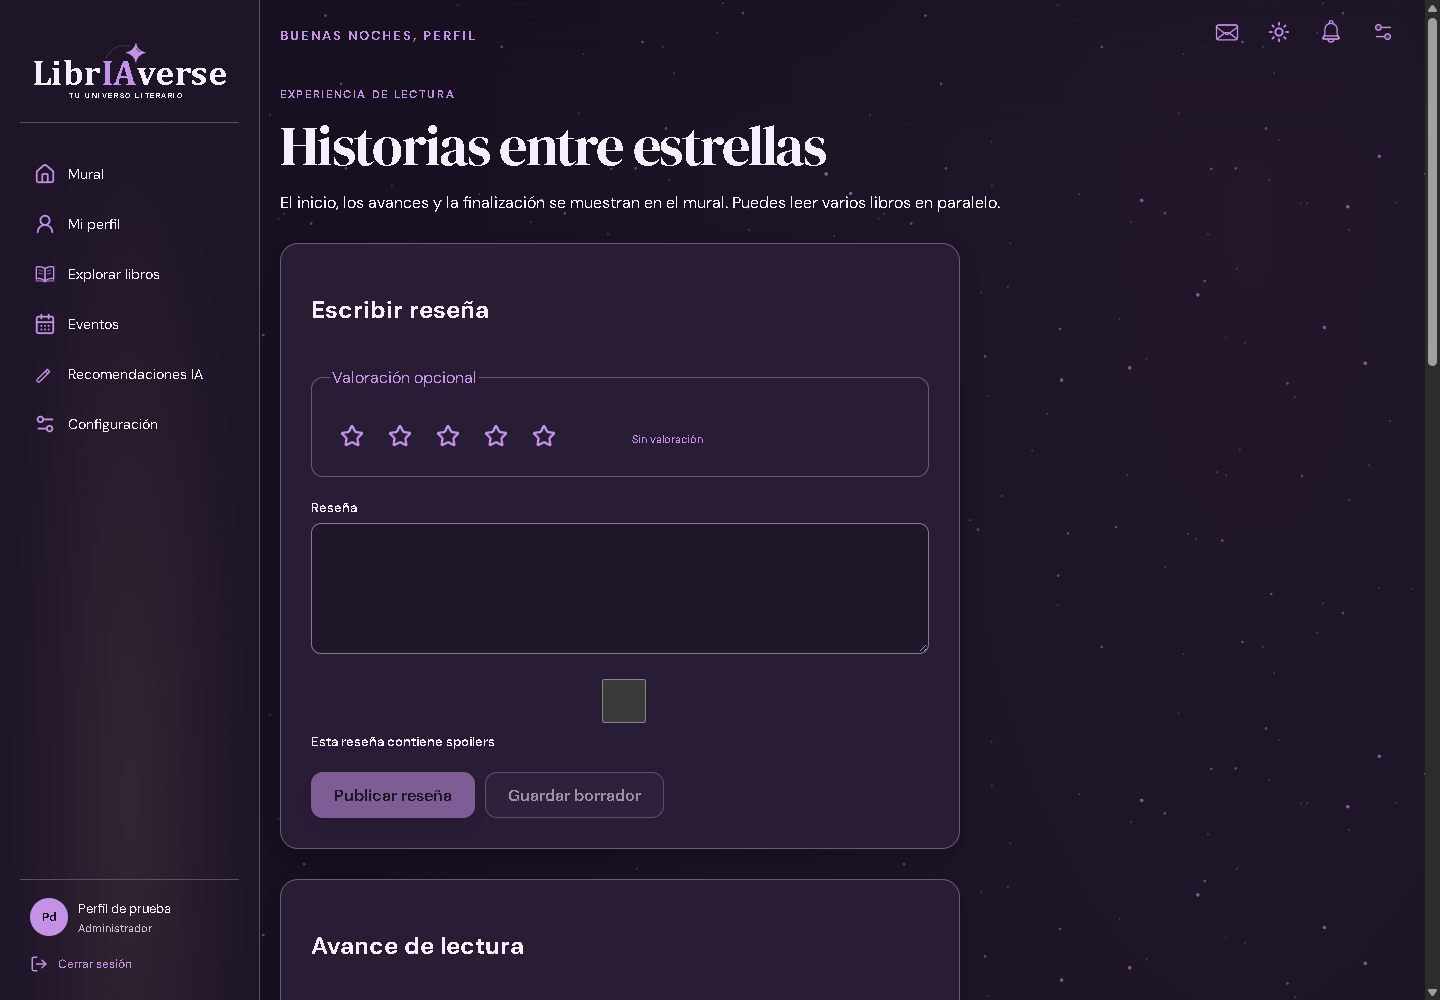 LibrIAverse
TU UNIVERSO LITERARIO
Mural
Mi perfil
Explorar libros
Eventos
Recomendaciones IA
Configuración
Pd
Perfil de prueba
Administrador
Cerrar sesión
BUENAS NOCHES, PERFIL
EXPERIENCIA DE LECTURA
Historias entre estrellas
El inicio, los avances y la finalización se muestran en el mural. Puedes leer varios libros en paralelo.
Escribir reseña
Valoración opcional
Sin valoración
Reseña
Esta reseña contiene spoilers
Publicar reseña
Guardar borrador
Avance de lectura